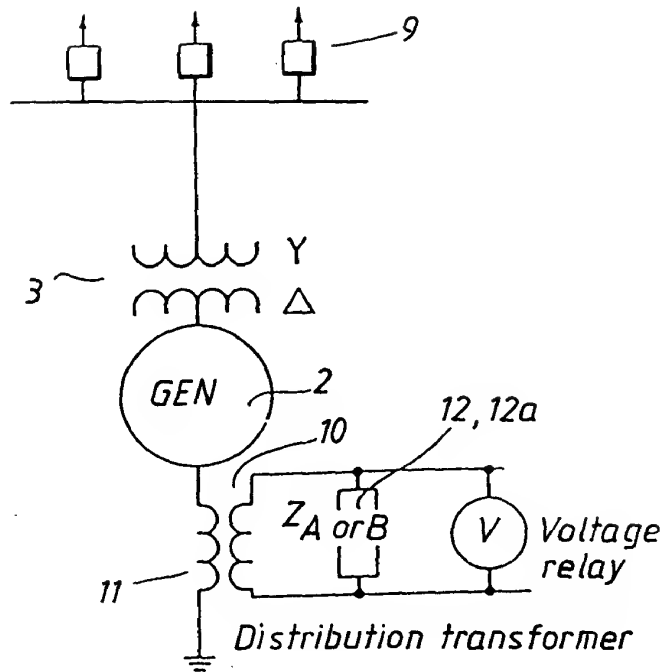 9
Y
3
Δ
GEN
2
10
12, 12a
Z_A or B
V
Voltage
relay
11
Distribution transformer